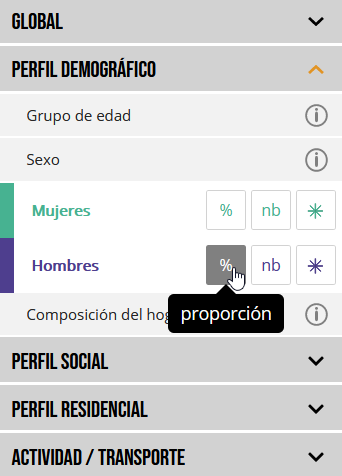 GLOBAL
PERFIL DEMOGRÁFICO
Grupo de edad
Sexo
Mujeres % nb
Hombres % nb
Composición del hog
proporción
PERFIL SOCIAL
PERFIL RESIDENCIAL
ACTIVIDAD / TRANSPORTE